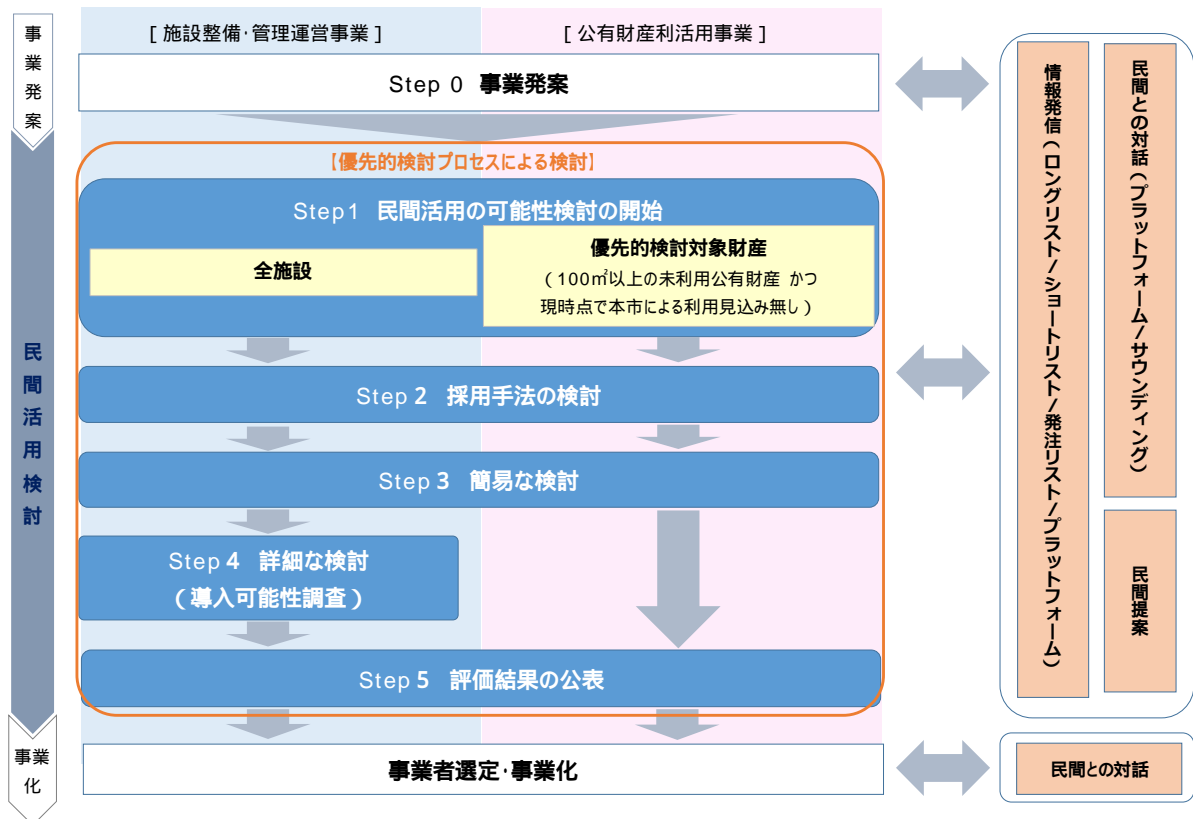 事業発案
[ 施設整備・管理運営事業 ]
[ 公有財産利活用事業 ]
Step 0 事業発案
【優先的検討プロセスによる検討】
Step1 民間活用の可能性検討の開始
全施設
優先的検討対象財産
(100㎡以上の未利用公有財産 かつ
現時点で本市による利用見込み無し)
民間活用検討
Step 2 採用手法の検討
Step 3 簡易な検討
Step 4 詳細な検討
(導入可能性調査)
Step 5 評価結果の公表
事業化
事業者選定・事業化
情報発信(ロングリスト/ショートリスト/発注リスト/プラットフォーム)
民間との対話(プラットフォーム/サウンディング)
民間提案
民間との対話